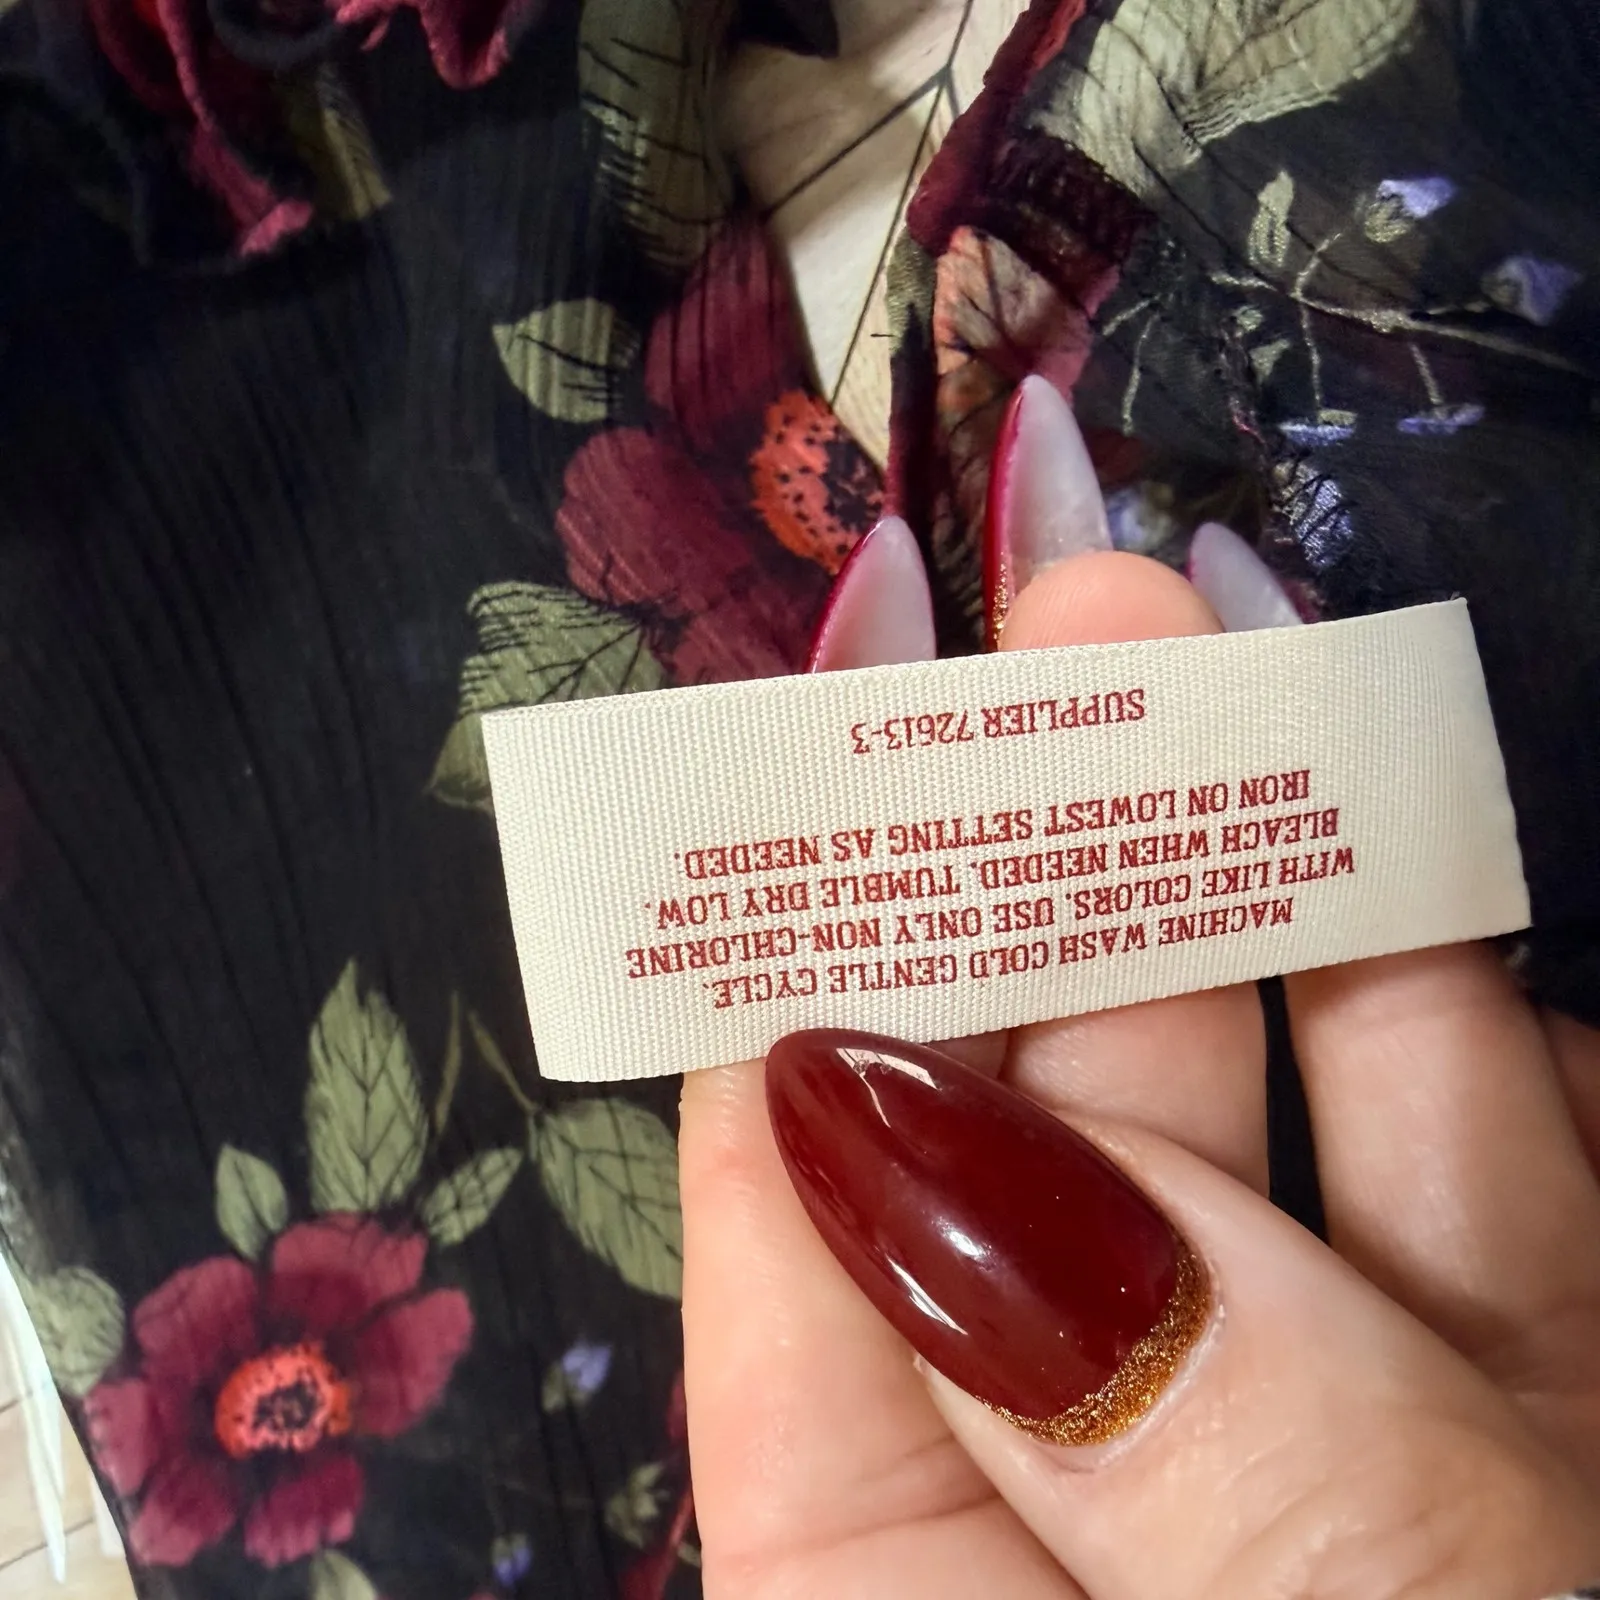 MACHINE WASH COLD GENTLE CYCLE.
WITH LIKE COLORS. USE ONLY NON-CHLORINE
BLEACH WHEN NEEDED. TUMBLE DRY LOW.
IRON ON LOWEST SETTING AS NEEDED.
SUPPLIER 72613-3